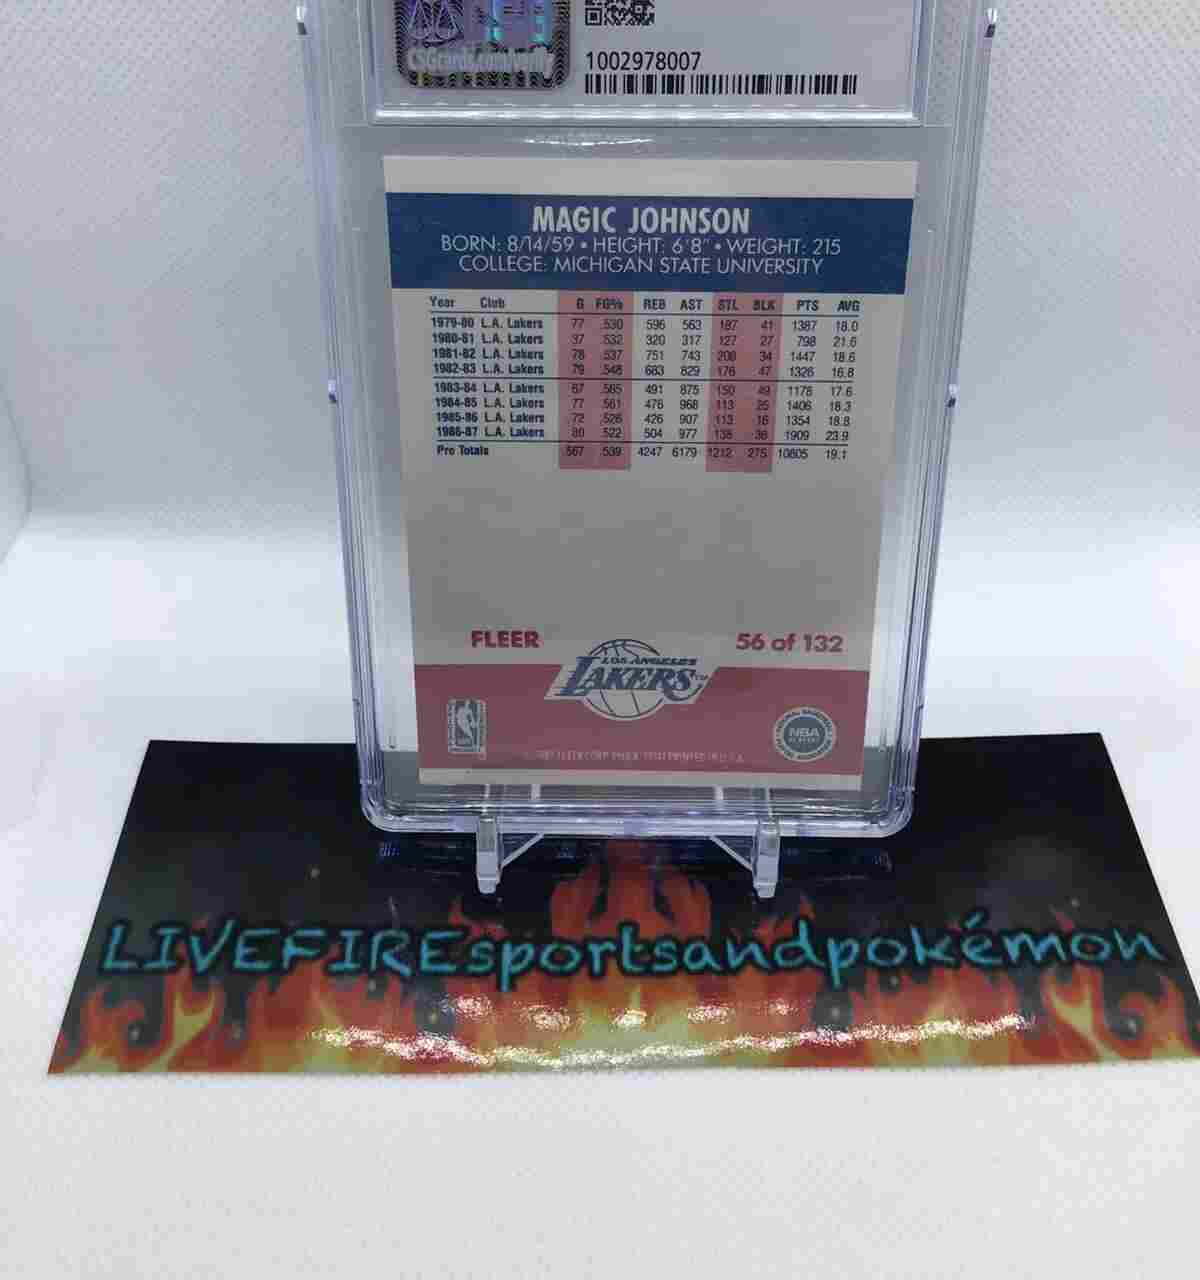 CSGcards.com/verify
1002978007
MAGIC JOHNSON
BORN: 8/14/59 • HEIGHT: 6'8" • WEIGHT: 215
COLLEGE: MICHIGAN STATE UNIVERSITY
Year Club G FG% REB AST STL BLK PTS AVG
1979-80 L.A. Lakers 77 .530 596 563 187 41 1387 18.0
1980-81 L.A. Lakers 37 .532 320 317 127 27 798 21.6
1981-82 L.A. Lakers 78 .537 751 743 208 34 1447 18.6
1982-83 L.A. Lakers 79 .548 683 829 176 47 1326 16.8
1983-84 L.A. Lakers 67 .565 491 875 150 49 1178 17.6
1984-85 L.A. Lakers 77 .561 476 968 113 25 1406 18.3
1985-86 L.A. Lakers 72 .526 426 907 113 16 1354 18.8
1986-87 L.A. Lakers 80 .522 504 977 138 36 1909 23.9
Pro Totals 567 .539 4247 6179 1212 275 10805 19.1
FLEER 56 of 132
LOS ANGELES
LAKERS TM
NBA
PRINTED IN U.S.A.
LIVEFIREsportsandpokémon